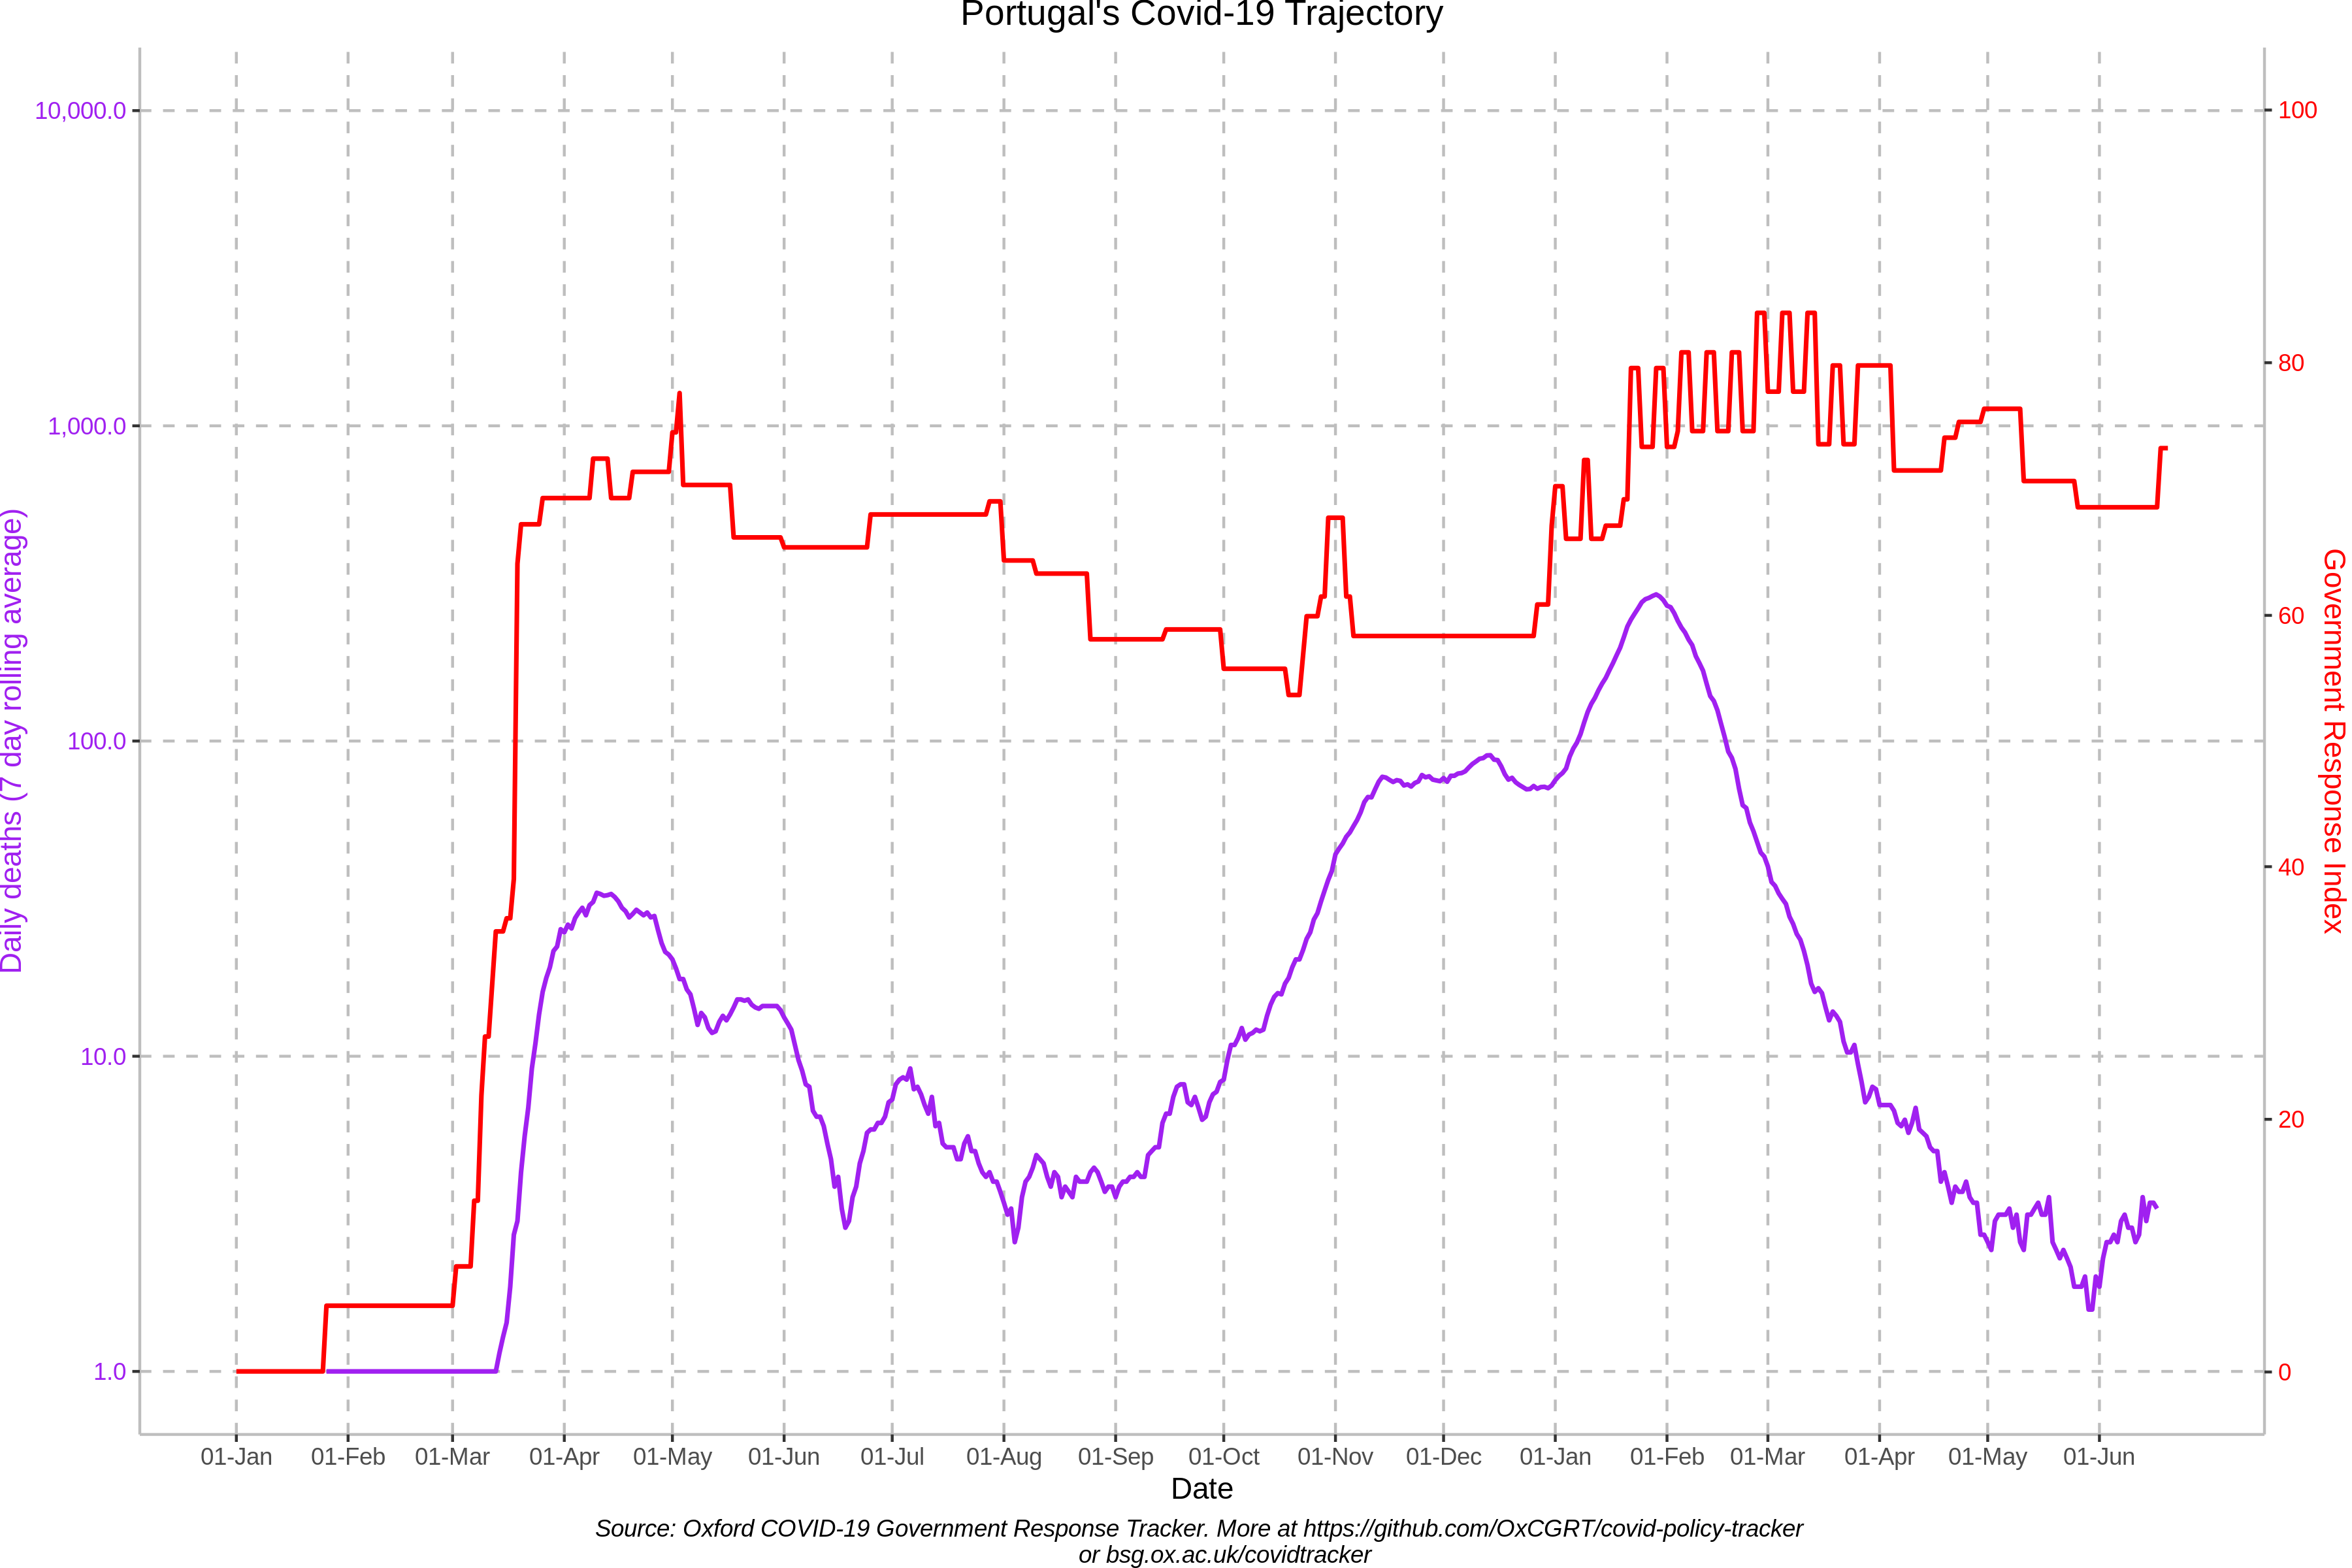 Portugal's Covid-19 Trajectory
10,000.0
1,000.0
100.0
10.0
1.0
Daily deaths (7 day rolling average)
100
80
60
40
20
0
Government Response Index
01-Jan 01-Feb 01-Mar 01-Apr 01-May 01-Jun 01-Jul 01-Aug 01-Sep 01-Oct 01-Nov 01-Dec 01-Jan 01-Feb 01-Mar 01-Apr 01-May 01-Jun
Date
Source: Oxford COVID-19 Government Response Tracker. More at https://github.com/OxCGRT/covid-policy-tracker
or bsg.ox.ac.uk/covidtracker